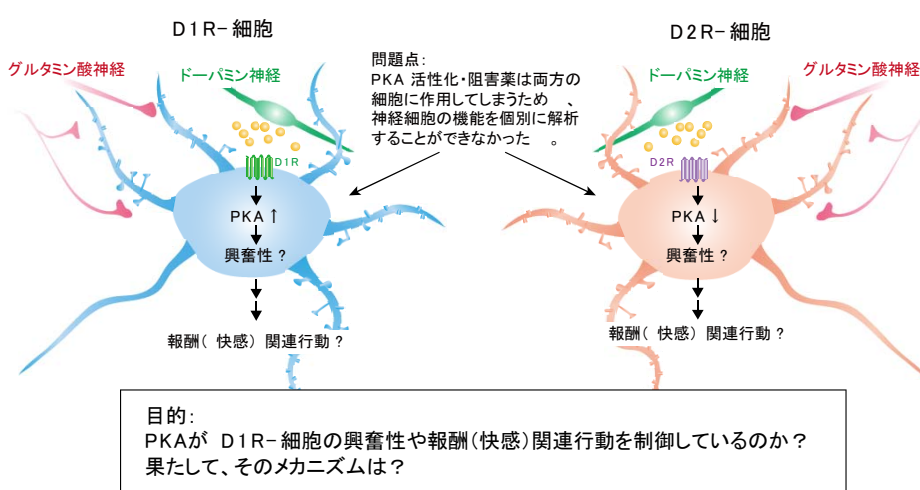 D1R-細胞
D2R-細胞
グルタミン酸神経
ドーパミン神経
問題点:
PKA 活性化・阻害薬は両方の
細胞に作用してしまうため 、
神経細胞の機能を個別に解析
することができなかった 。
ドーパミン神経
グルタミン酸神経
D1R
D2R
PKA ↑
興奮性 ?
報酬( 快感) 関連行動 ?
PKA ↓
興奮性 ?
報酬( 快感) 関連行動 ?
目的:
PKAが D1R-細胞の興奮性や報酬(快感)関連行動を制御しているのか?
果たして、そのメカニズムは?